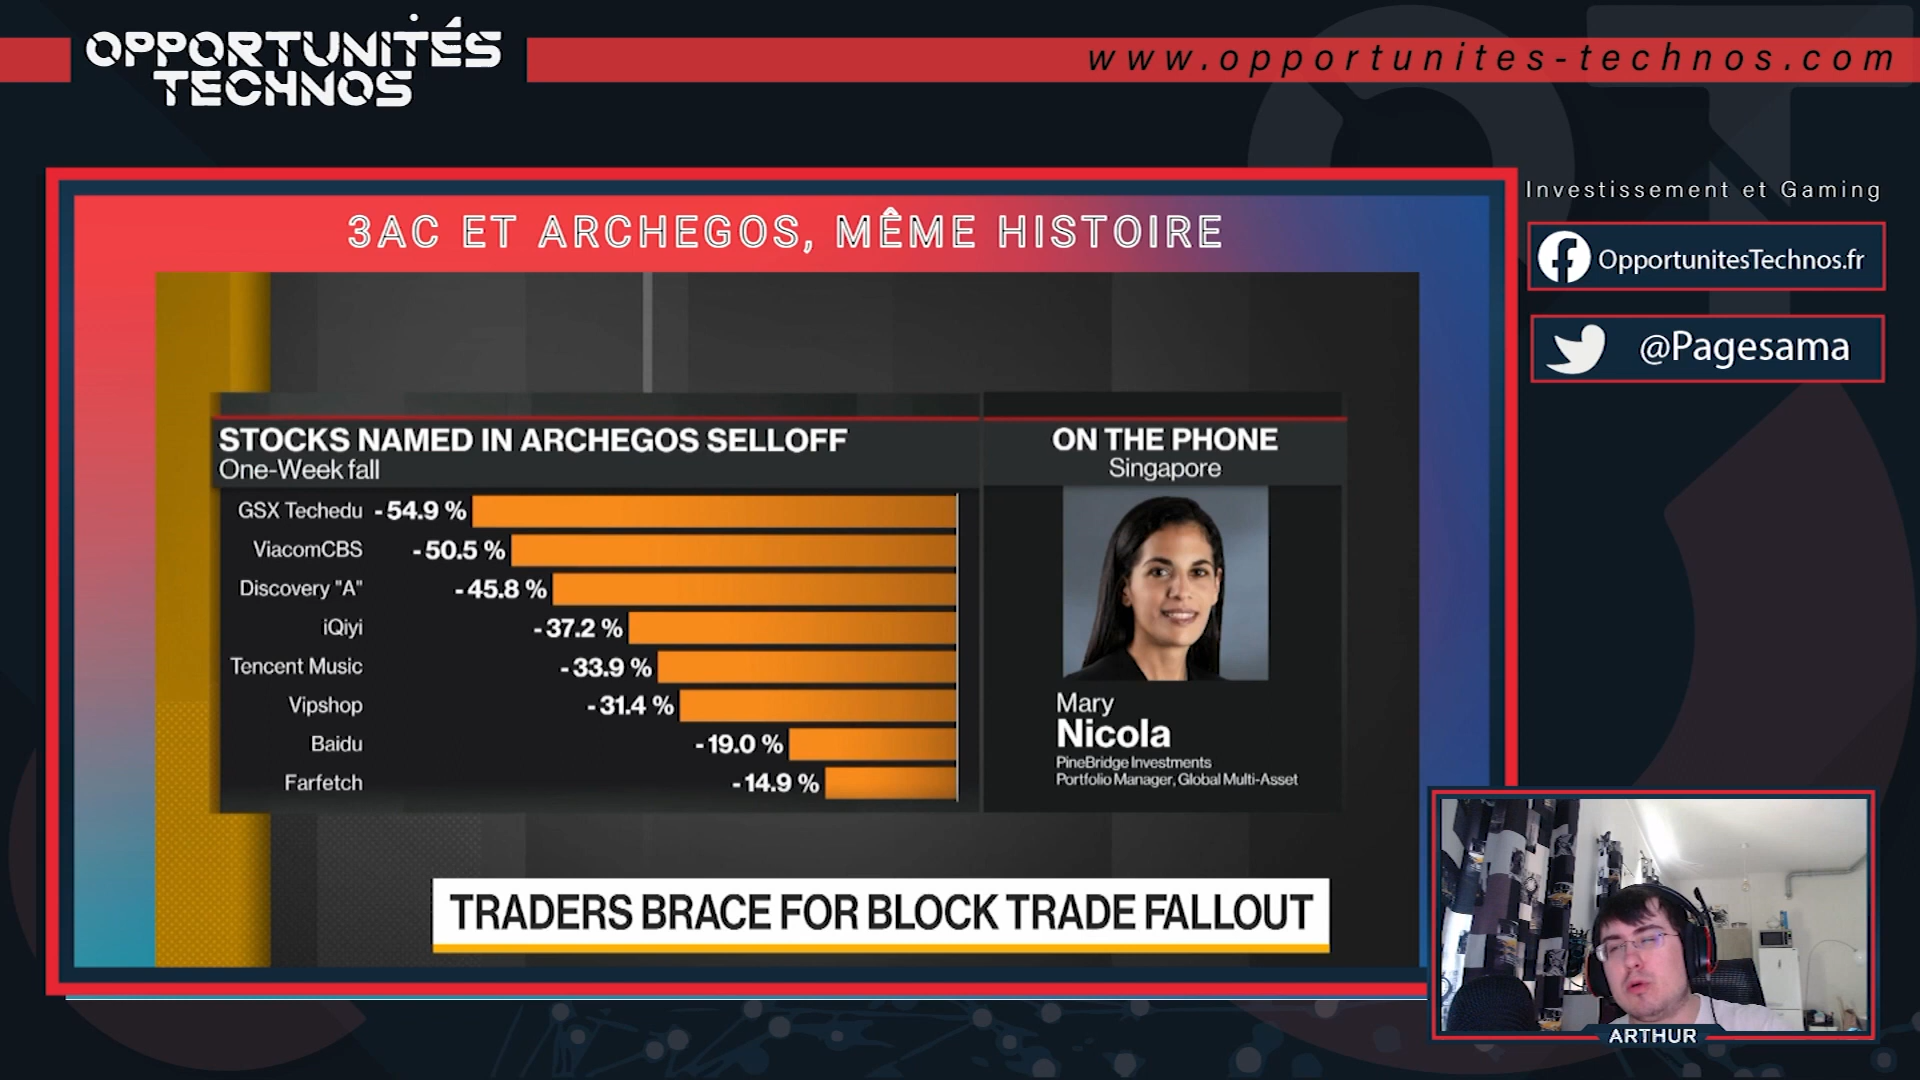 OPPORTUNITÉS
TECHNOS
www.opportunites-technos.com
Investissement et Gaming
OpportunitesTechnos.fr
@Pagesama
3AC ET ARCHEGOS, MÊME HISTOIRE
STOCKS NAMED IN ARCHEGOS SELLOFF
One-Week fall
GSX Techedu -54.9 %
ViacomCBS -50.5 %
Discovery "A" -45.8 %
iQiyi -37.2 %
Tencent Music -33.9 %
Vipshop -31.4 %
Baidu -19.0 %
Farfetch -14.9 %
ON THE PHONE
Singapore
Mary
Nicola
PineBridge Investments
Portfolio Manager, Global Multi-Asset
TRADERS BRACE FOR BLOCK TRADE FALLOUT
ARTHUR